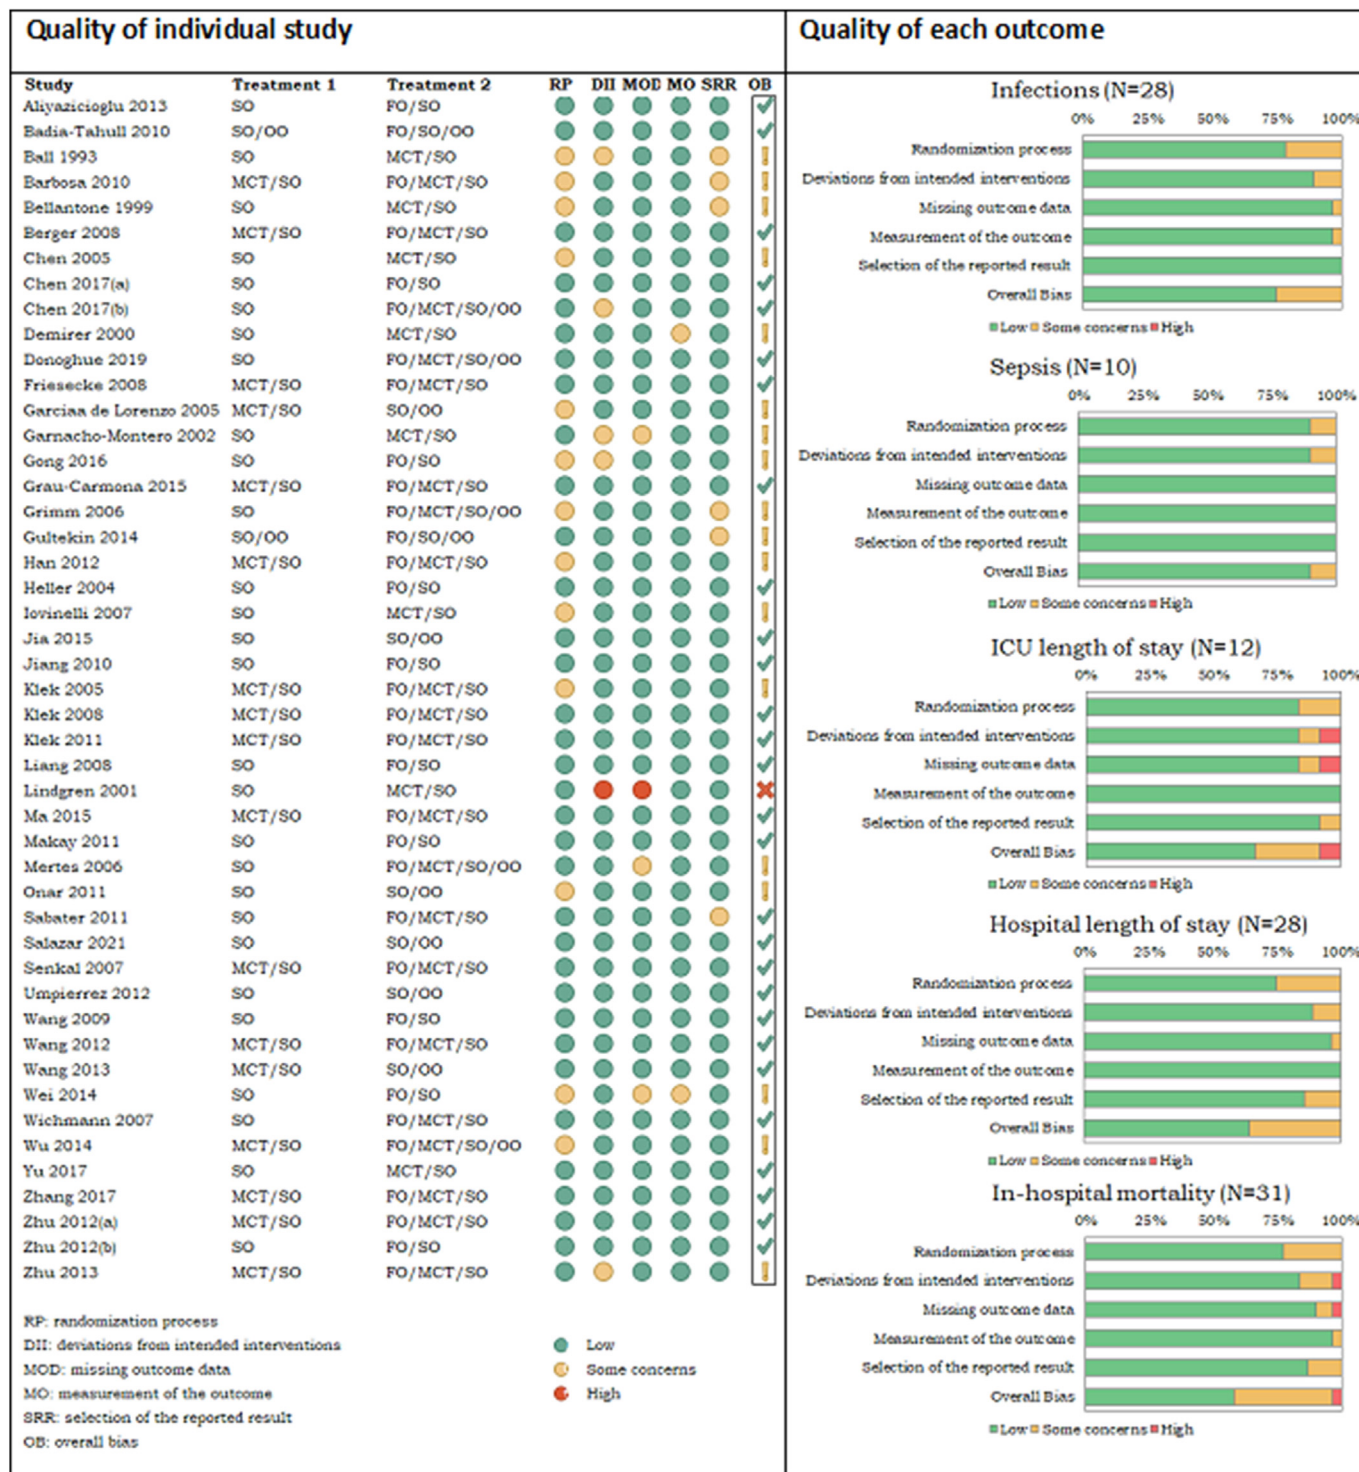 Quality of individual study
Study Treatment 1 Treatment 2 RP DII MOD MO SRR OB
Aliyazicioglu 2013 SO FO/SO
Badia-Tahull 2010 SO/OO FO/SO/OO
Ball 1993 SO MCT/SO
Barbosa 2010 MCT/SO FO/MCT/SO
Bellantone 1999 SO MCT/SO
Berger 2008 MCT/SO FO/MCT/SO
Chen 2005 SO MCT/SO
Chen 2017(a) SO FO/SO
Chen 2017(b) SO FO/MCT/SO/OO
Demirer 2000 SO MCT/SO
Donoghue 2019 SO FO/MCT/SO/OO
Friesecke 2008 MCT/SO FO/MCT/SO
Garciaa de Lorenzo 2005 MCT/SO SO/OO
Garnacho-Montero 2002 SO MCT/SO
Gong 2016 SO FO/SO
Grau-Carmona 2015 MCT/SO FO/MCT/SO
Grimm 2006 SO FO/MCT/SO/OO
Gultekin 2014 SO/OO FO/SO/OO
Han 2012 MCT/SO FO/MCT/SO
Heller 2004 SO FO/SO
Iovinelli 2007 SO MCT/SO
Jia 2015 SO SO/OO
Jiang 2010 SO FO/SO
Klek 2005 MCT/SO FO/MCT/SO
Klek 2008 MCT/SO FO/MCT/SO
Klek 2011 MCT/SO FO/MCT/SO
Liang 2008 SO FO/SO
Lindgren 2001 SO MCT/SO
Ma 2015 MCT/SO FO/MCT/SO
Makay 2011 SO FO/SO
Mertes 2006 SO FO/MCT/SO/OO
Onar 2011 SO SO/OO
Sabater 2011 SO FO/MCT/SO
Salazar 2021 SO SO/OO
Senkal 2007 MCT/SO FO/MCT/SO
Umpierrez 2012 SO SO/OO
Wang 2009 SO FO/SO
Wang 2012 MCT/SO FO/MCT/SO
Wang 2013 MCT/SO SO/OO
Wei 2014 SO FO/SO
Wichmann 2007 SO FO/MCT/SO
Wu 2014 MCT/SO FO/MCT/SO/OO
Yu 2017 SO MCT/SO
Zhang 2017 MCT/SO FO/MCT/SO
Zhu 2012(a) MCT/SO FO/MCT/SO
Zhu 2012(b) SO FO/SO
Zhu 2013 MCT/SO FO/MCT/SO
RP: randomization process
DII: deviations from intended interventions Low
MOD: missing outcome data Some concerns
MO: measurement of the outcome High
SRR: selection of the reported result
OB: overall bias
Quality of each outcome
Infections (N=28)
0% 25% 50% 75% 100%
Randomization process
Deviations from intended interventions
Missing outcome data
Measurement of the outcome
Selection of the reported result
Overall Bias
Low Some concerns High
Sepsis (N=10)
0% 25% 50% 75% 100%
Randomization process
Deviations from intended interventions
Missing outcome data
Measurement of the outcome
Selection of the reported result
Overall Bias
Low Some concerns High
ICU length of stay (N=12)
0% 25% 50% 75% 100%
Randomization process
Deviations from intended interventions
Missing outcome data
Measurement of the outcome
Selection of the reported result
Overall Bias
Low Some concerns High
Hospital length of stay (N=28)
0% 25% 50% 75% 100%
Randomization process
Deviations from intended interventions
Missing outcome data
Measurement of the outcome
Selection of the reported result
Overall Bias
Low Some concerns High
In-hospital mortality (N=31)
0% 25% 50% 75% 100%
Randomization process
Deviations from intended interventions
Missing outcome data
Measurement of the outcome
Selection of the reported result
Overall Bias
Low Some concerns High